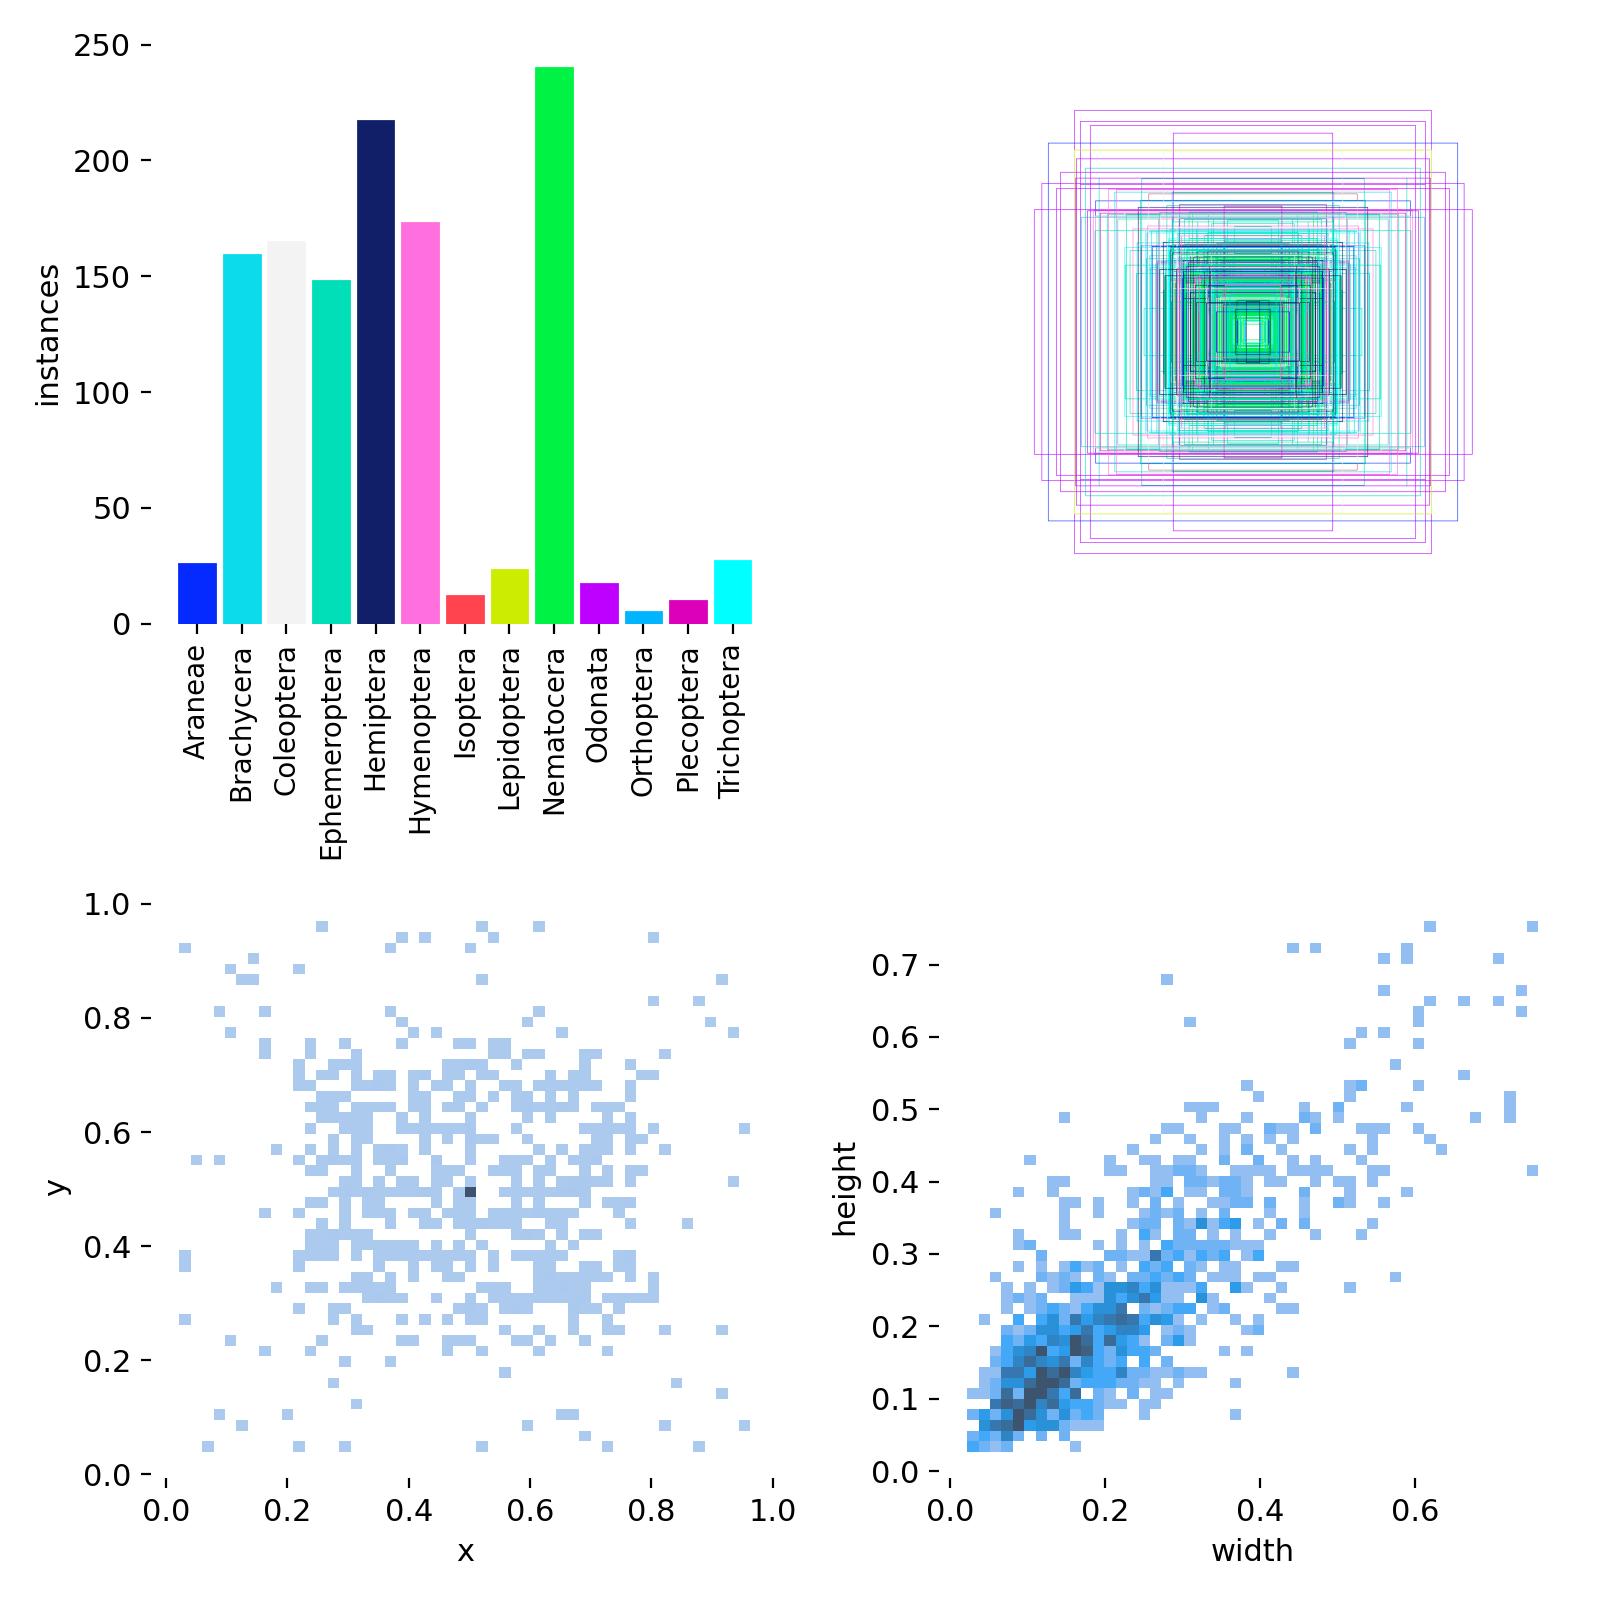 250
200
150
100
50
0
instances
Araneae
Brachycera
Coleoptera
Ephemeroptera
Hemiptera
Hymenoptera
Isoptera
Lepidoptera
Nematocera
Odonata
Orthoptera
Plecoptera
Trichoptera
1.0
0.8
0.6
0.4
0.2
0.0
y
0.0 0.2 0.4 0.6 0.8 1.0
x
0.7
0.6
0.5
0.4
0.3
0.2
0.1
0.0
height
0.0 0.2 0.4 0.6
width